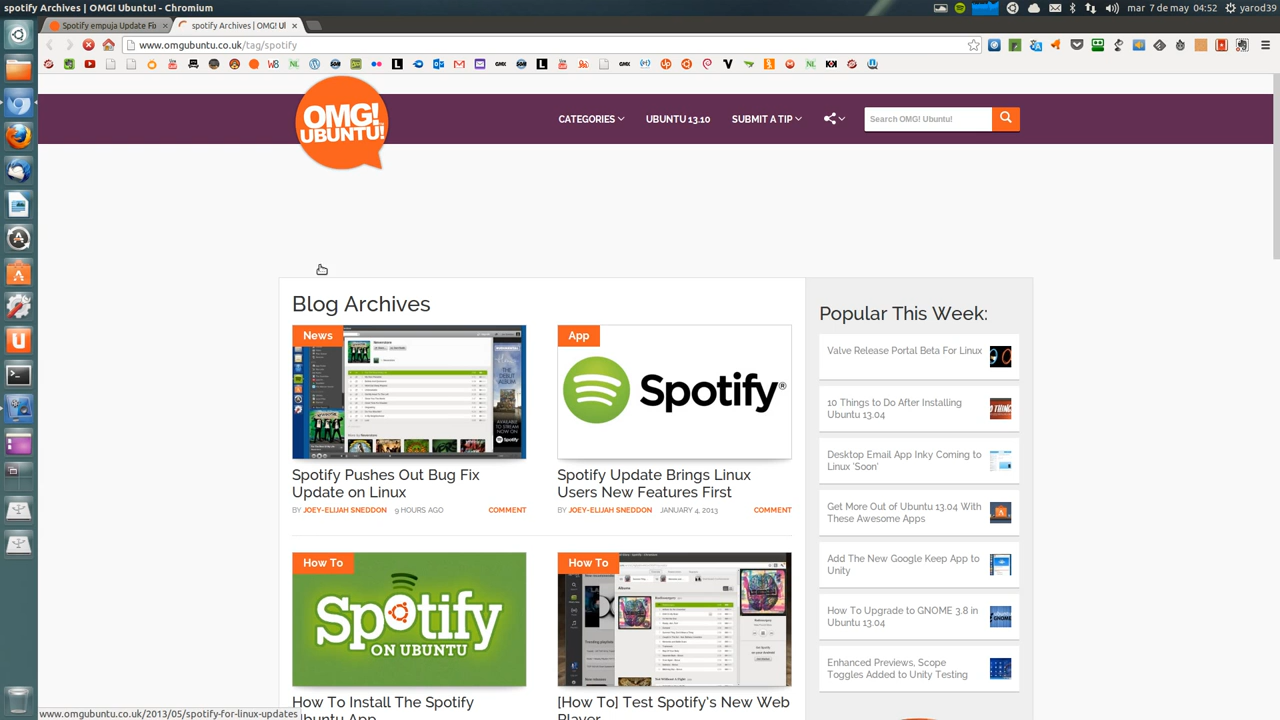 spotify Archives | OMG! Ubuntu! - Chromium
mar 7 de may 04:52
yarod39
Spotify empuja Update Fix
spotify Archives | OMG! U
www.omgubuntu.co.uk/tag/spotify
OMG!
UBUNTU!
CATEGORIES
UBUNTU 13.10
SUBMIT A TIP
Search OMG! Ubuntu!
Blog Archives
News
Spotify Pushes Out Bug Fix
Update on Linux
BY JOEY-ELIJAH SNEDDON 9 HOURS AGO COMMENT
App
Spotify®
Spotify Update Brings Linux
Users New Features First
BY JOEY-ELIJAH SNEDDON JANUARY 4, 2013 COMMENT
How To
Spotify
ON UBUNTU
How To Install The Spotify
Ubuntu App
How To
[How To] Test Spotify's New Web
Player
Popular This Week:
Valve Release Portal Beta For Linux
10 Things to Do After Installing
Ubuntu 13.04
Desktop Email App Inky Coming to
Linux 'Soon'
Get More Out of Ubuntu 13.04 With
These Awesome Apps
Add The New Google Keep App to
Unity
How To Upgrade to GNOME 3.8 in
Ubuntu 13.04
Enhanced Previews, Scope
Toggles Added to Unity Testing
www.omgubuntu.co.uk/2013/05/spotify-for-linux-updates